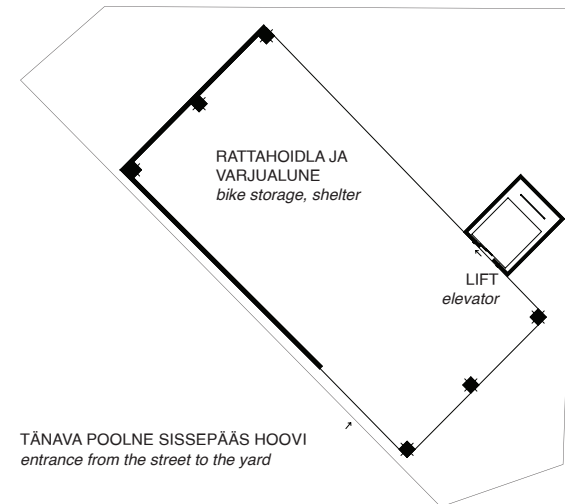 RATTAHOIDLA JA
VARJUALUNE
bike storage, shelter
LIFT
elevator
TÄNAVA POOLNE SISSEPÄÄS HOOVI
entrance from the street to the yard